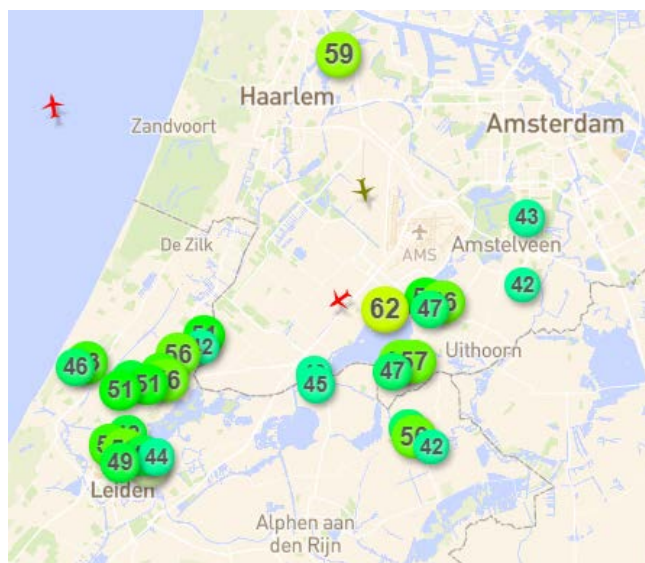 59
Haarlem
Zandvoort
Amsterdam
43
De Zilk
AMS
Amstelveen
42
62
47
51
56
46
57
Uithoorn
47
45
51
51
42
49
44
Leiden
Alphen aan
den Rijn